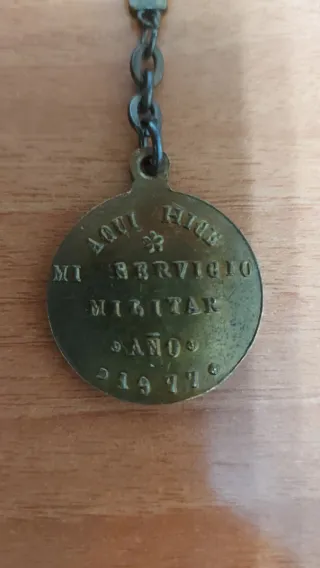 AQUI HICE
MI SERVICIO
MILITAR
AÑO
1977